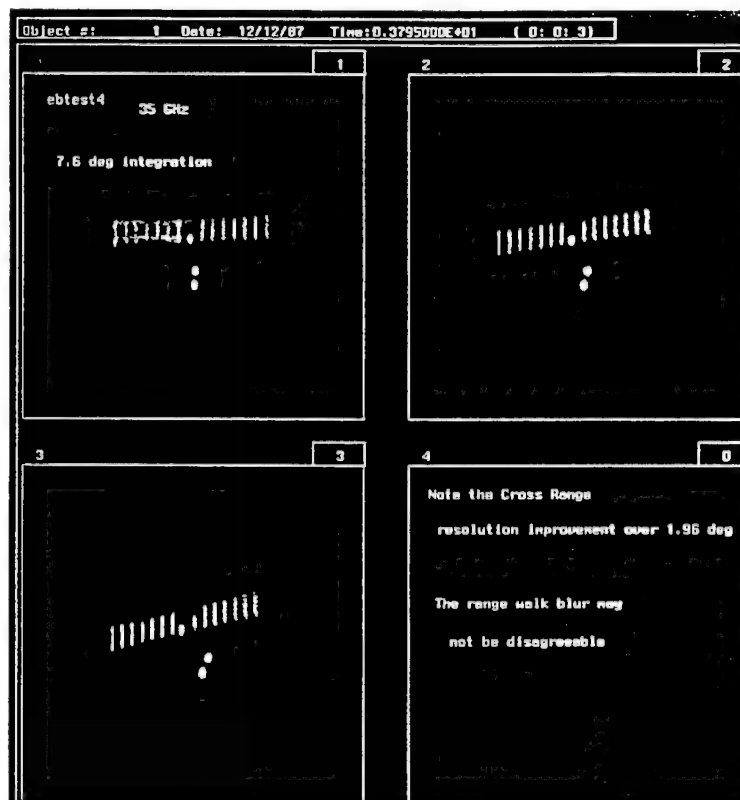 Object #: 1 Date: 12/12/87 Time:0.3795000E+01 ( 0: 0: 3)
1
ebtest4
35 GHz
7.6 deg integration
2 2
3 3
4 0
Note the Cross Range
resolution improvement over 1.96 deg
The range walk blur may
not be disagreeable